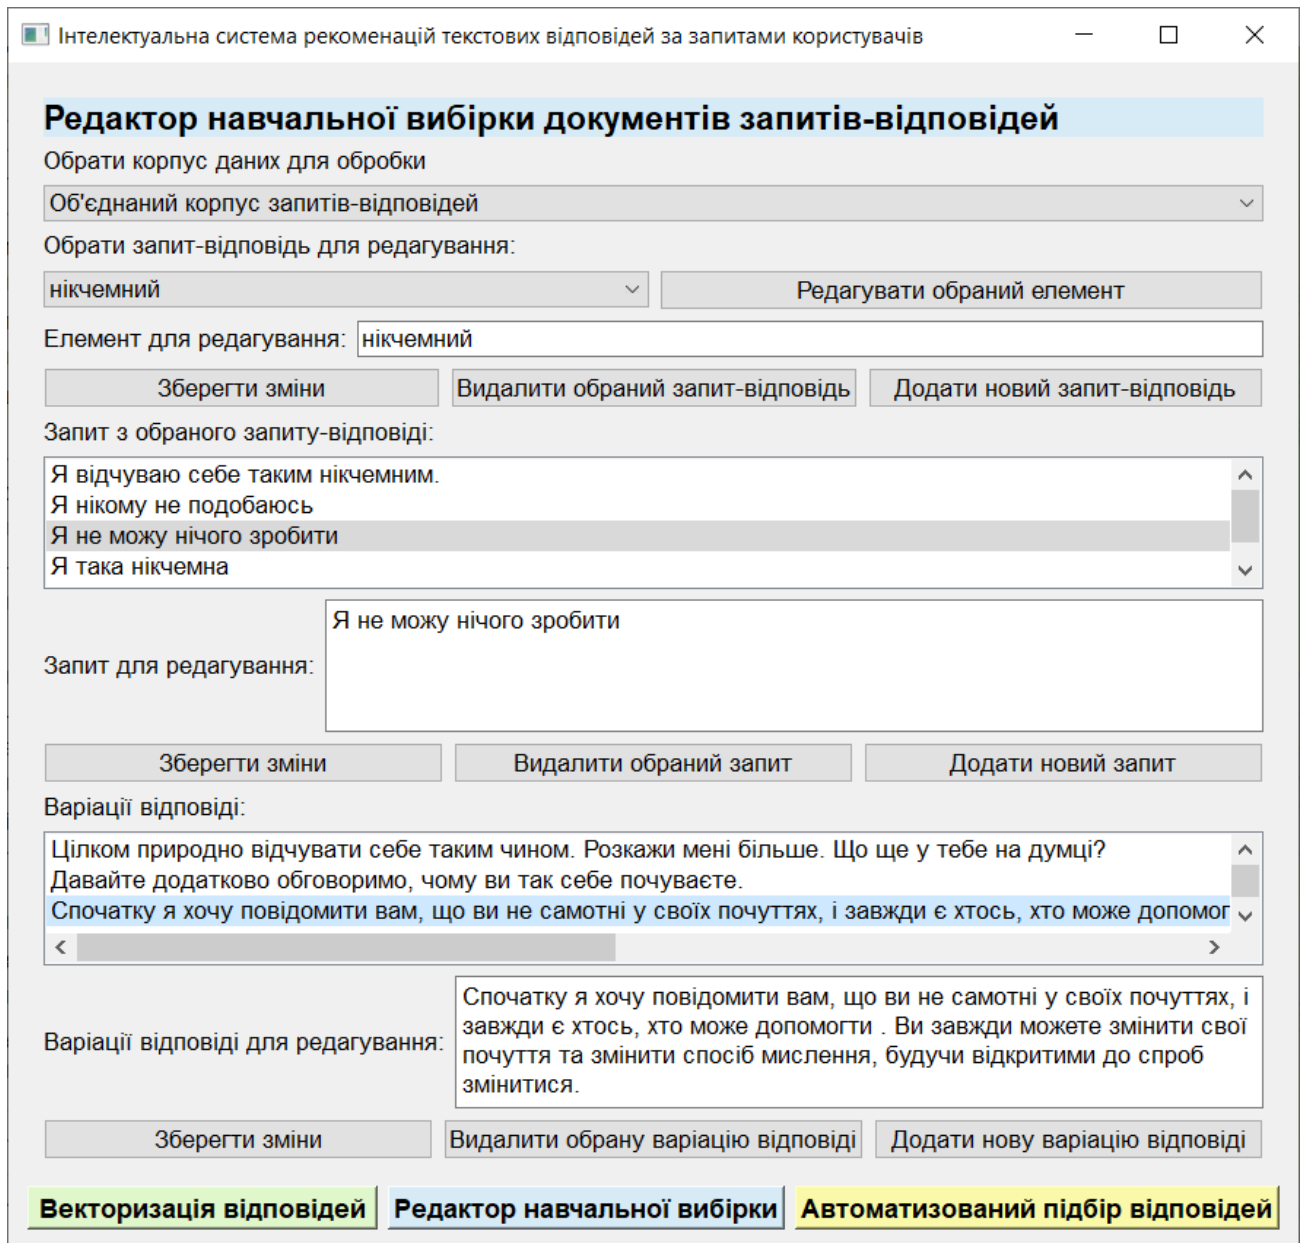 Інтелектуальна система рекоменацій текстових відповідей за запитами користувачів
Редактор навчальної вибірки документів запитів-відповідей
Обрати корпус даних для обробки
Об'єднаний корпус запитів-відповідей
Обрати запит-відповідь для редагування:
нікчемний
Редагувати обраний елемент
Елемент для редагування: нікчемний
Зберегти зміни
Видалити обраний запит-відповідь
Додати новий запит-відповідь
Запит з обраного запиту-відповіді:
Я відчуваю себе таким нікчемним.
Я нікому не подобаюсь
Я не можу нічого зробити
Я така нікчемна
Запит для редагування:
Я не можу нічого зробити
Зберегти зміни
Видалити обраний запит
Додати новий запит
Варіації відповіді:
Цілком природно відчувати себе таким чином. Розкажи мені більше. Що ще у тебе на думці?
Давайте додатково обговоримо, чому ви так себе почуваєте.
Спочатку я хочу повідомити вам, що ви не самотні у своїх почуттях, і завжди є хтось, хто може допомог
Варіації відповіді для редагування:
Спочатку я хочу повідомити вам, що ви не самотні у своїх почуттях, і
завжди є хтось, хто може допомогти . Ви завжди можете змінити свої
почуття та змінити спосіб мислення, будучи відкритими до спроб
змінитися.
Зберегти зміни
Видалити обрану варіацію відповіді
Додати нову варіацію відповіді
Векторизація відповідей
Редактор навчальної вибірки
Автоматизований підбір відповідей